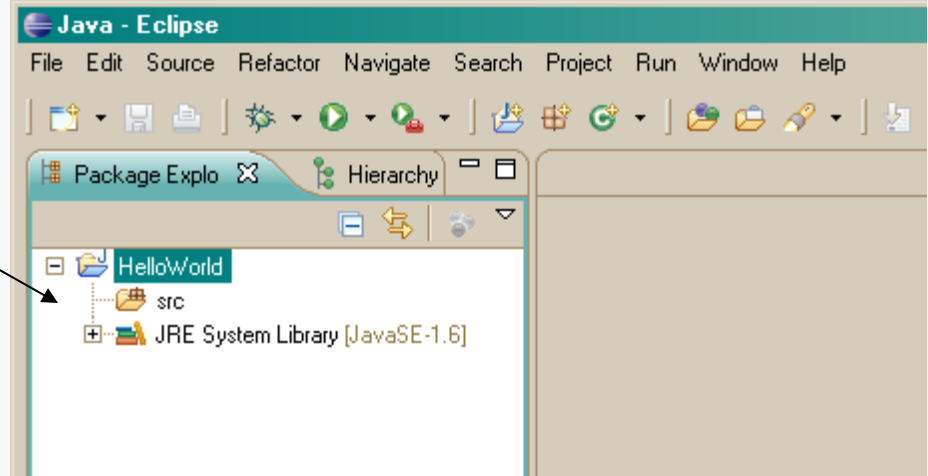 Java - Eclipse
File Edit Source Refactor Navigate Search Project Run Window Help
Package Explo Hierarchy
HelloWorld
src
JRE System Library [JavaSE-1.6]